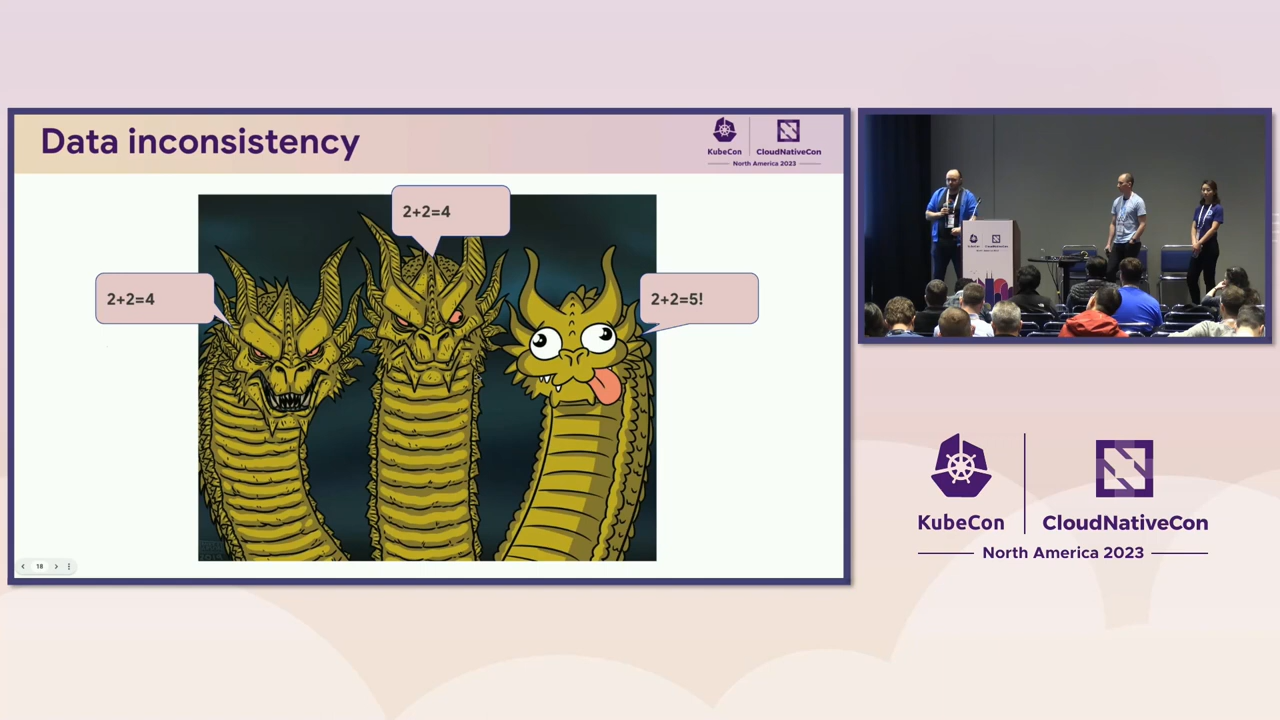 Data inconsistency
KubeCon
CloudNativeCon
North America 2023
2+2=4
2+2=4
2+2=5!
18
KubeCon
CloudNativeCon
North America 2023